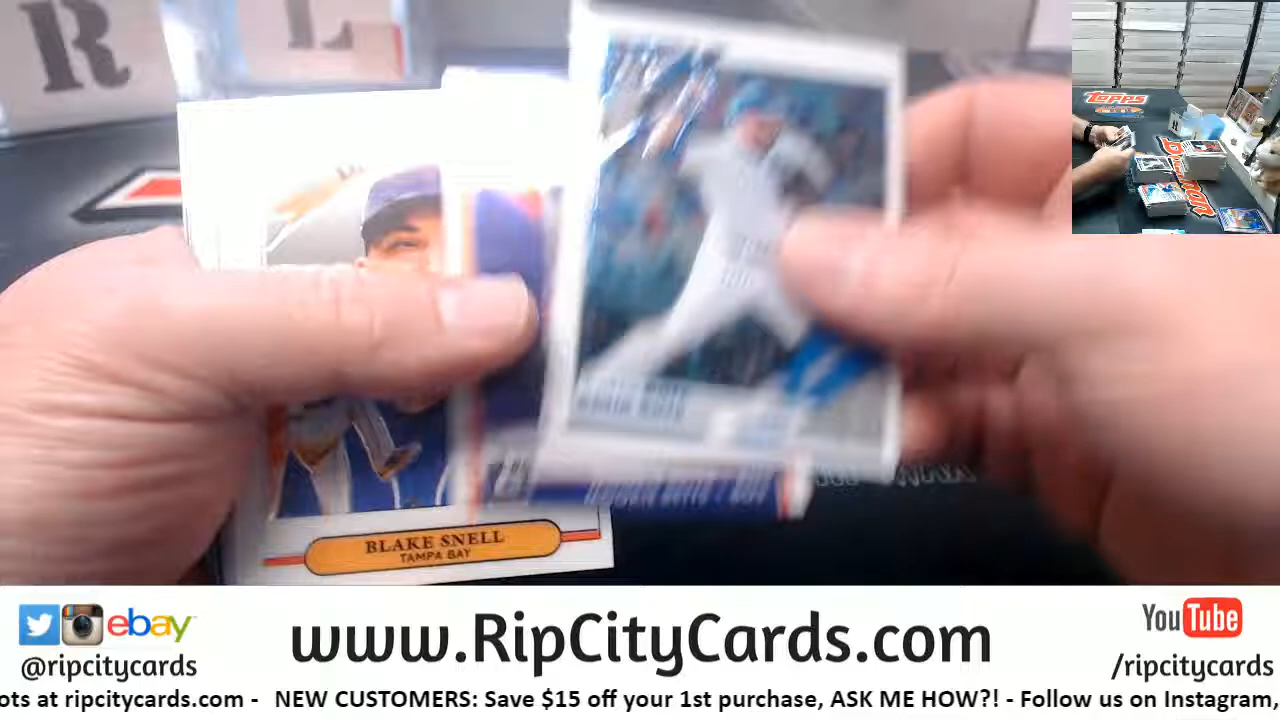 R L
Topps
BLAKE SNELL
TAMPA BAY
ebay
@ripcitycards
www.RipCityCards.com
YouTube
/ripcitycards
ots at ripcitycards.com - NEW CUSTOMERS: Save $15 off your 1st purchase, ASK ME HOW?! - Follow us on Instagram,